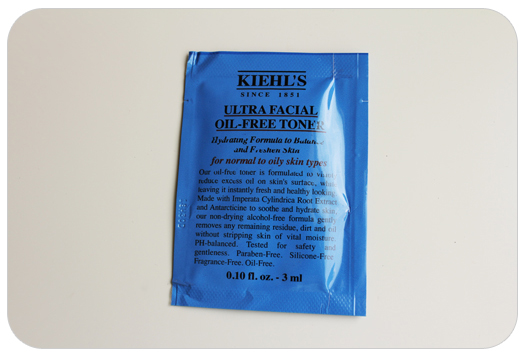 KIEHL'S
SINCE 1851
ULTRA FACIAL
OIL-FREE TONER
Hydrating Formula to Balance
and Freshen Skin
for normal to oily skin types
Our oil-free toner is formulated to
reduce excess oil on skin's surface, while
leaving it instantly fresh and healthy looking.
Made with Imperata Cylindrica Root Extract
and Antarcticine to soothe and hydrate skin,
our non-drying alcohol-free formula gently
removes any remaining residue, dirt and oil
without stripping skin of vital moisture.
PH-balanced. Tested for safety and
gentleness. Paraben-Free. Silicone-Free
Fragrance-Free. Oil-Free.
0.10 fl. oz. - 3 ml